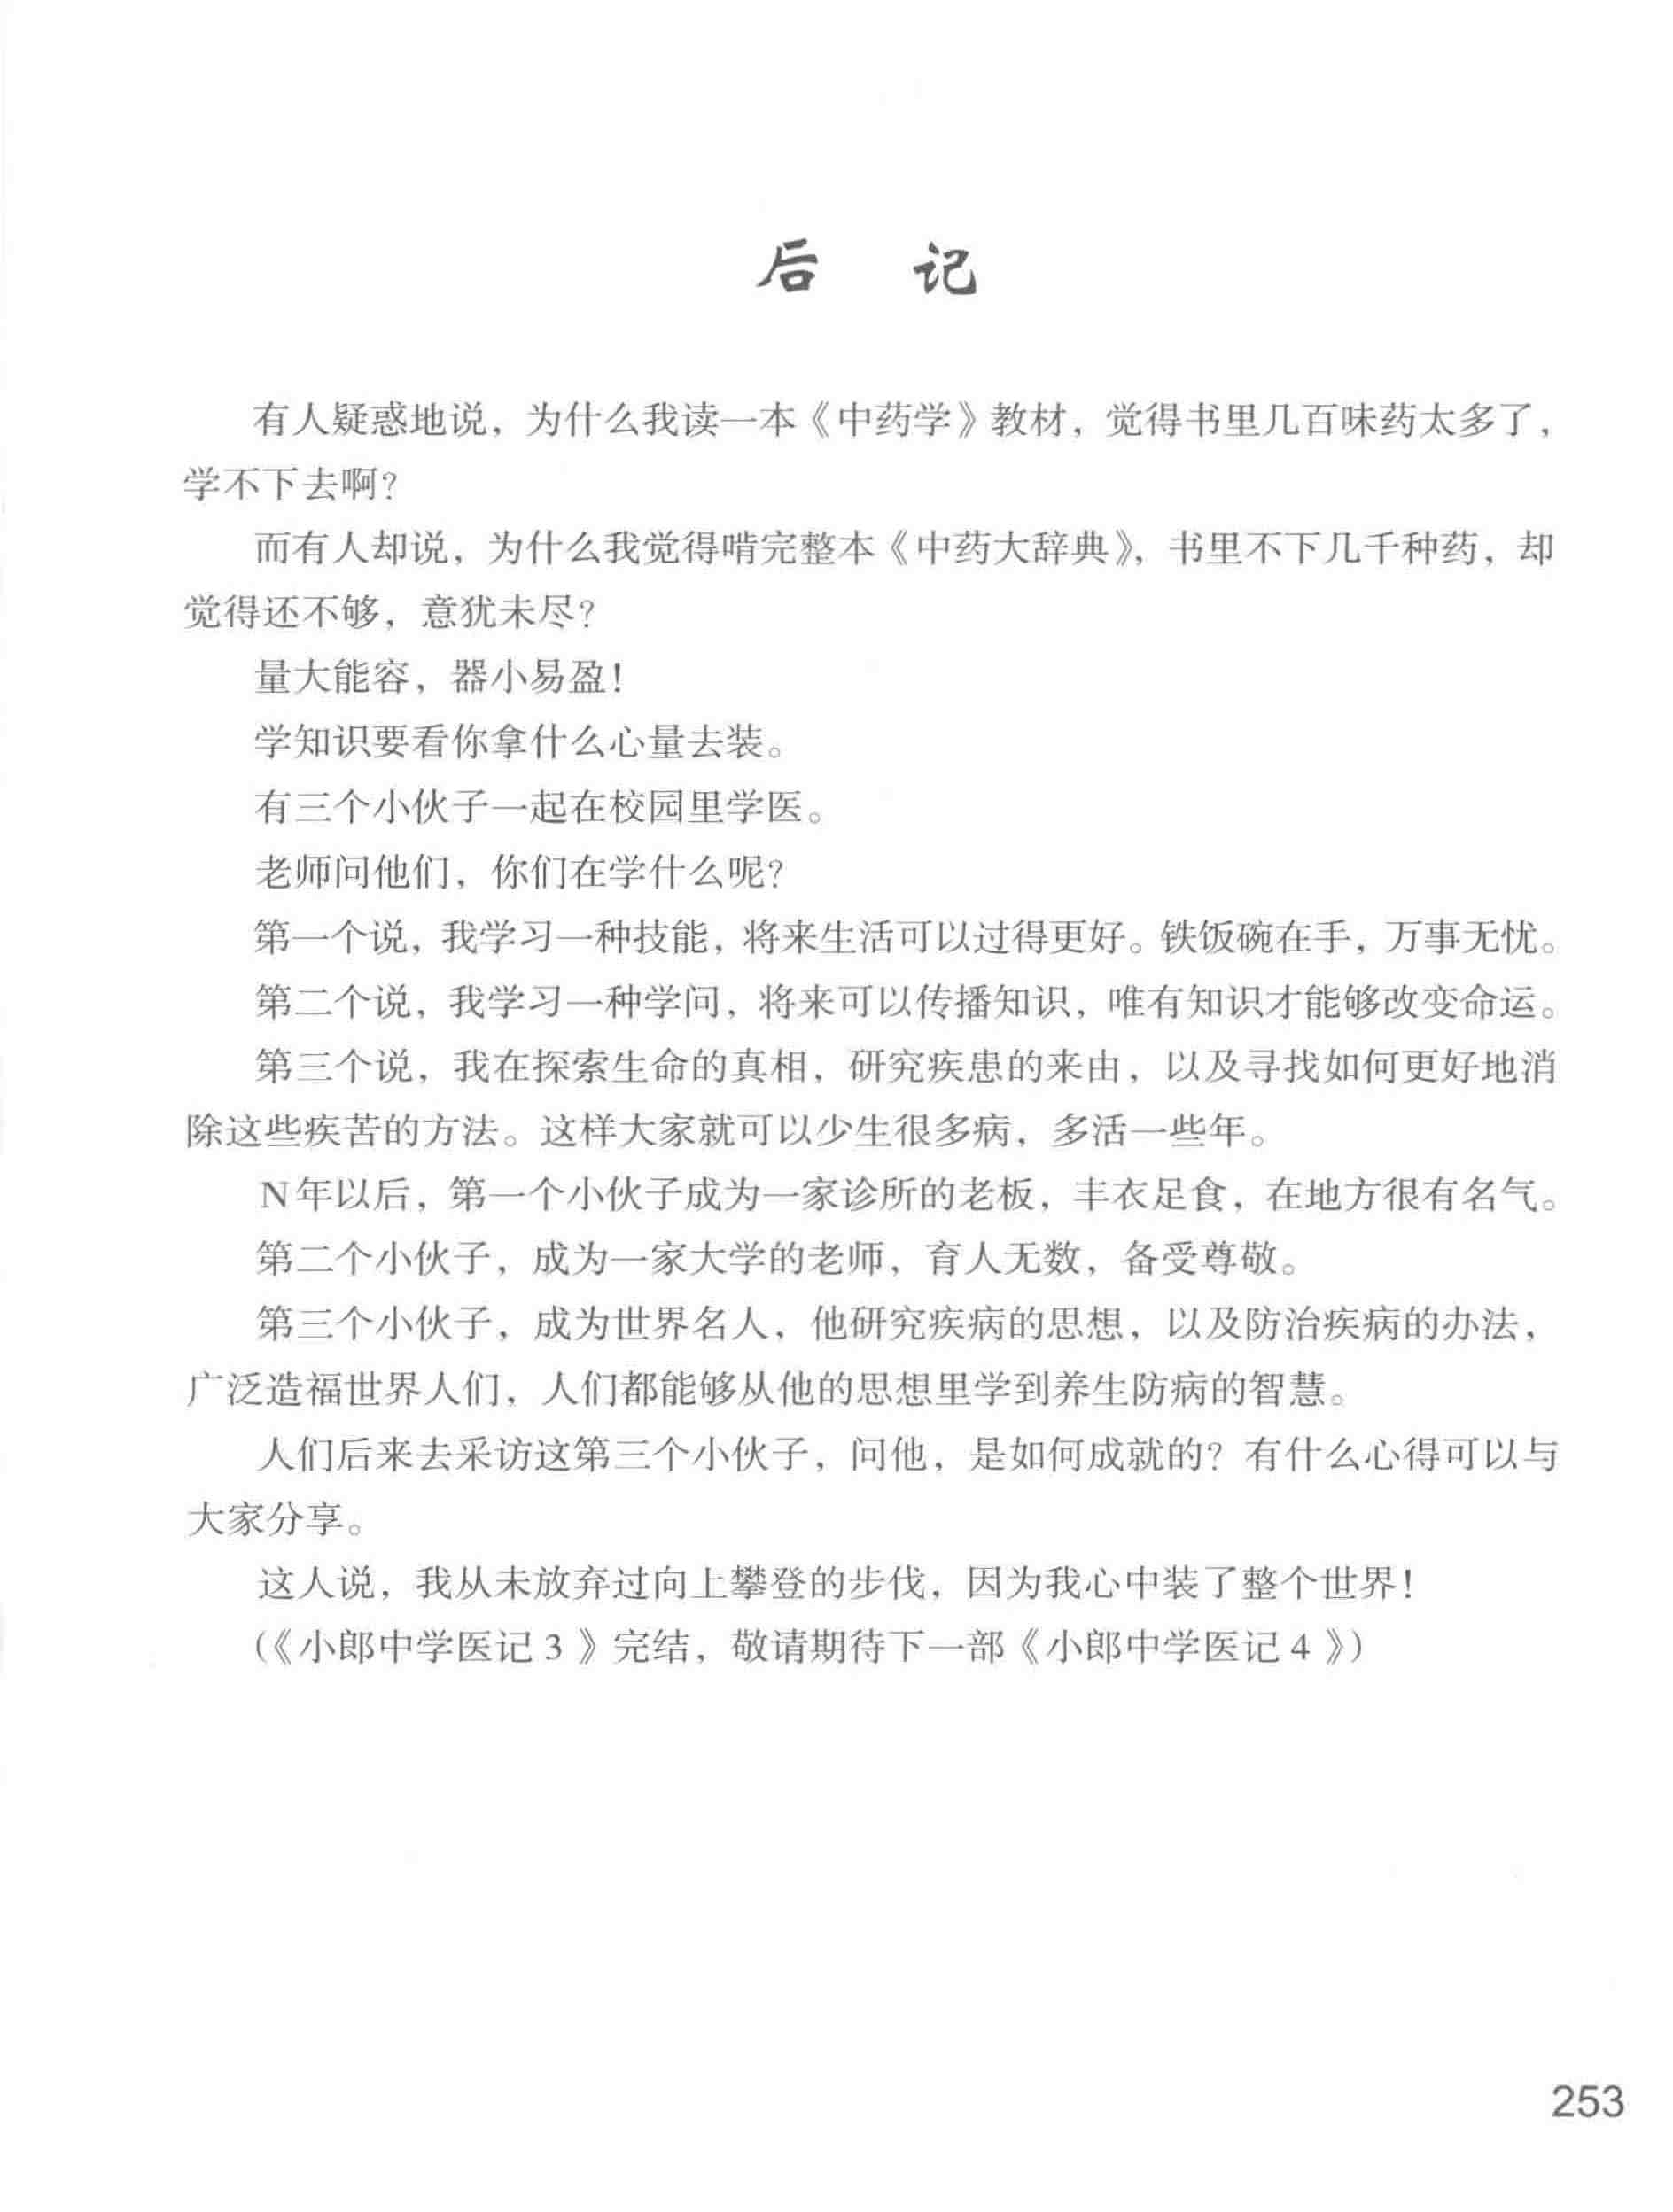 后 记
有人疑惑地说，为什么我读一本《中药学》教材，觉得书里几百味药太多了，
学不下去啊？
而有人却说，为什么我觉得啃完整本《中药大辞典》，书里不下几千种药，却
觉得还不够，意犹未尽？
量大能容，器小易盈！
学知识要看你拿什么心量去装。
有三个小伙子一起在校园里学医。
老师问他们，你们在学什么呢？
第一个说，我学习一种技能，将来生活可以过得更好。铁饭碗在手，万事无忧。
第二个说，我学习一种学问，将来可以传播知识，唯有知识才能够改变命运。
第三个说，我在探索生命的真相，研究疾患的来由，以及寻找如何更好地消
除这些疾苦的方法。这样大家就可以少生很多病，多活一些年。
N年以后，第一个小伙子成为一家诊所的老板，丰衣足食，在地方很有名气。
第二个小伙子，成为一家大学的老师，育人无数，备受尊敬。
第三个小伙子，成为世界名人，他研究疾病的思想，以及防治疾病的办法，
广泛造福世界人们，人们都能够从他的思想里学到养生防病的智慧。
人们后来去采访这第三个小伙子，问他，是如何成就的？有什么心得可以与
大家分享。
这人说，我从未放弃过向上攀登的步伐，因为我心中装了整个世界！
（《小郎中学医记3》完结，敬请期待下一部《小郎中学医记4》）
253